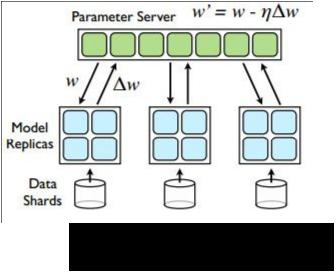 Parameter Server w’ = w - ηΔw
w Δw
Model
Replicas
Data
Shards